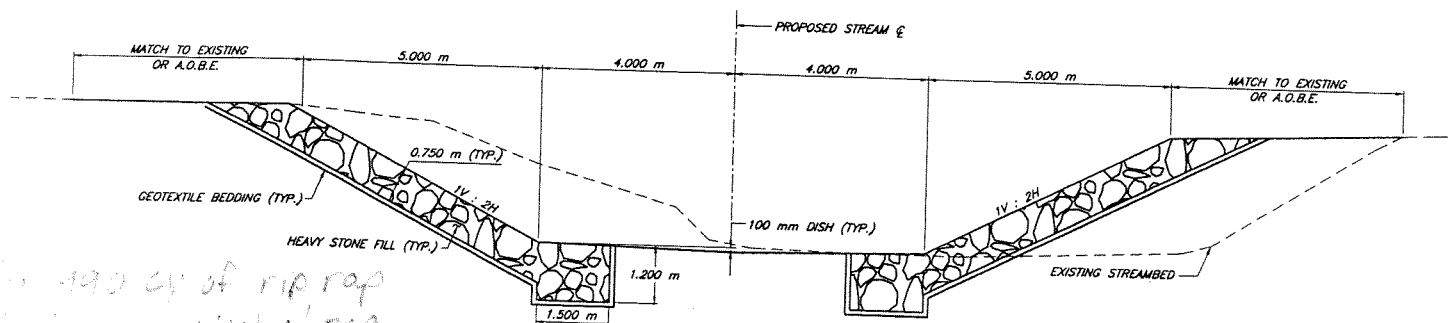 PROPOSED STREAM ℄
MATCH TO EXISTING
OR A.O.B.E.
5.000 m
4.000 m
4.000 m
5.000 m
MATCH TO EXISTING
OR A.O.B.E.
0.750 m (TYP.)
1V : 2H
1V : 2H
GEOTEXTILE BEDDING (TYP.)
100 mm DISH (TYP.)
HEAVY STONE FILL (TYP.)
1.200 m
EXISTING STREAMBED
1.500 m
cy of rip rap